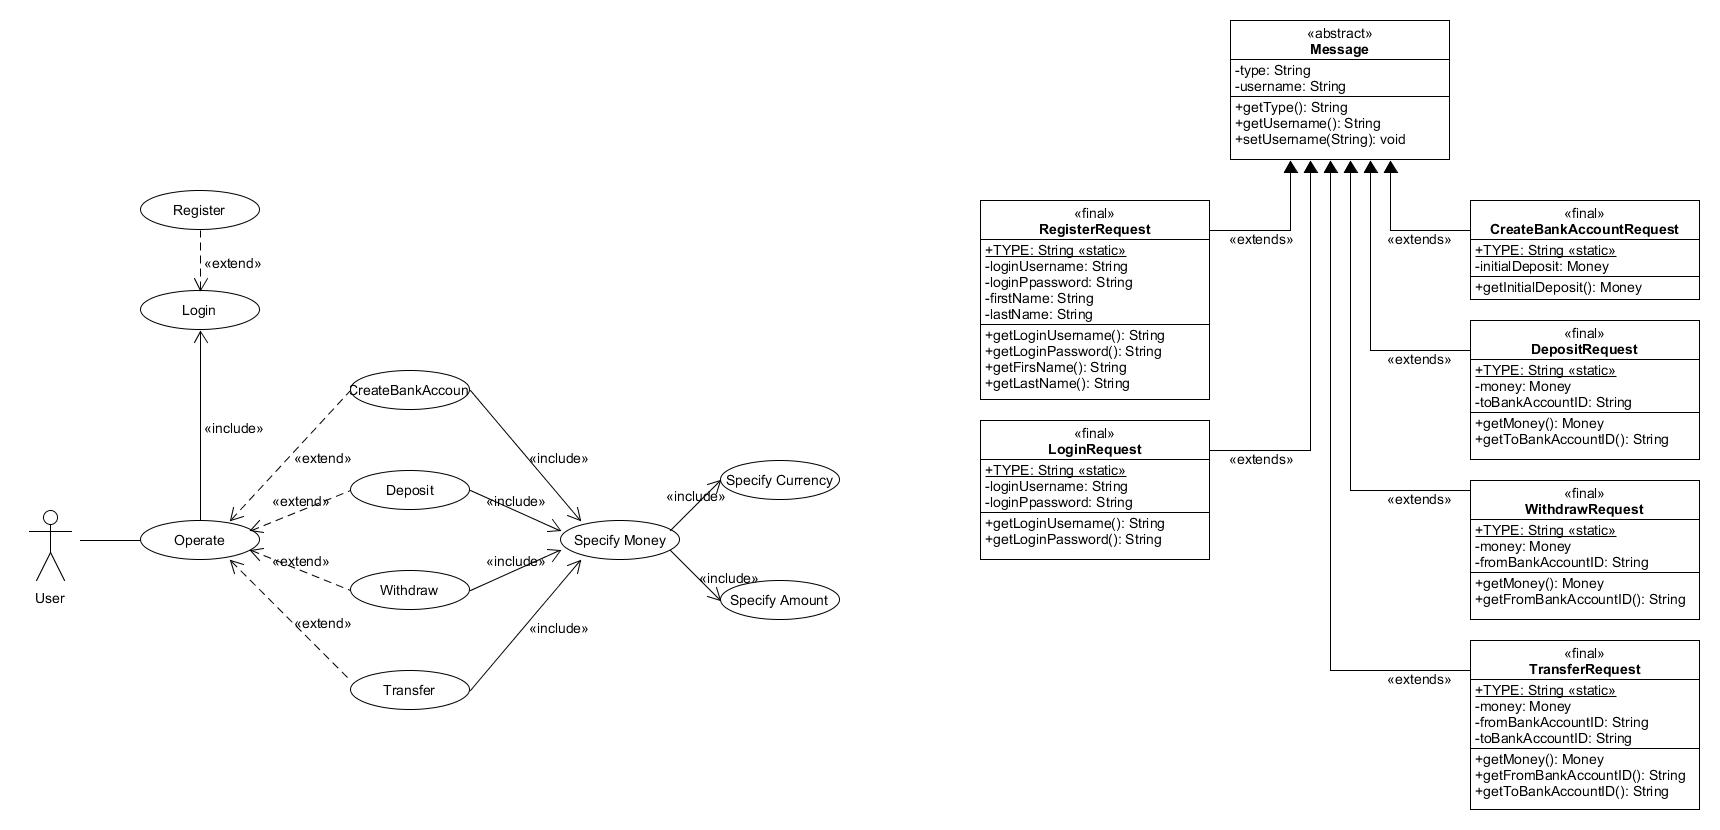 Register
«extend»
Login
«include»
CreateBankAccoun
«extend»
«include»
Deposit
«extend»
«include»
Specify Currency
«include»
User
Operate
Specify Money
Withdraw
«extend»
«include»
«include»
Specify Amount
«extend»
«include»
Transfer
«abstract»
Message
-type: String
-username: String
+getType(): String
+getUsername(): String
+setUsername(String): void
«final»
RegisterRequest
+TYPE: String «static»
-loginUsername: String
-loginPpassword: String
-firstName: String
-lastName: String
+getLoginUsername(): String
+getLoginPassword(): String
+getFirsName(): String
+getLastName(): String
«extends»
«final»
LoginRequest
+TYPE: String «static»
-loginUsername: String
-loginPpassword: String
+getLoginUsername(): String
+getLoginPassword(): String
«extends»
«final»
CreateBankAccountRequest
+TYPE: String «static»
-initialDeposit: Money
+getInitialDeposit(): Money
«extends»
«final»
DepositRequest
+TYPE: String «static»
-money: Money
-toBankAccountID: String
+getMoney(): Money
+getToBankAccountID(): String
«extends»
«final»
WithdrawRequest
+TYPE: String «static»
-money: Money
-fromBankAccountID: String
+getMoney(): Money
+getFromBankAccountID(): String
«extends»
«final»
TransferRequest
+TYPE: String «static»
-money: Money
-fromBankAccountID: String
-toBankAccountID: String
+getMoney(): Money
+getFromBankAccountID(): String
+getToBankAccountID(): String
«extends»